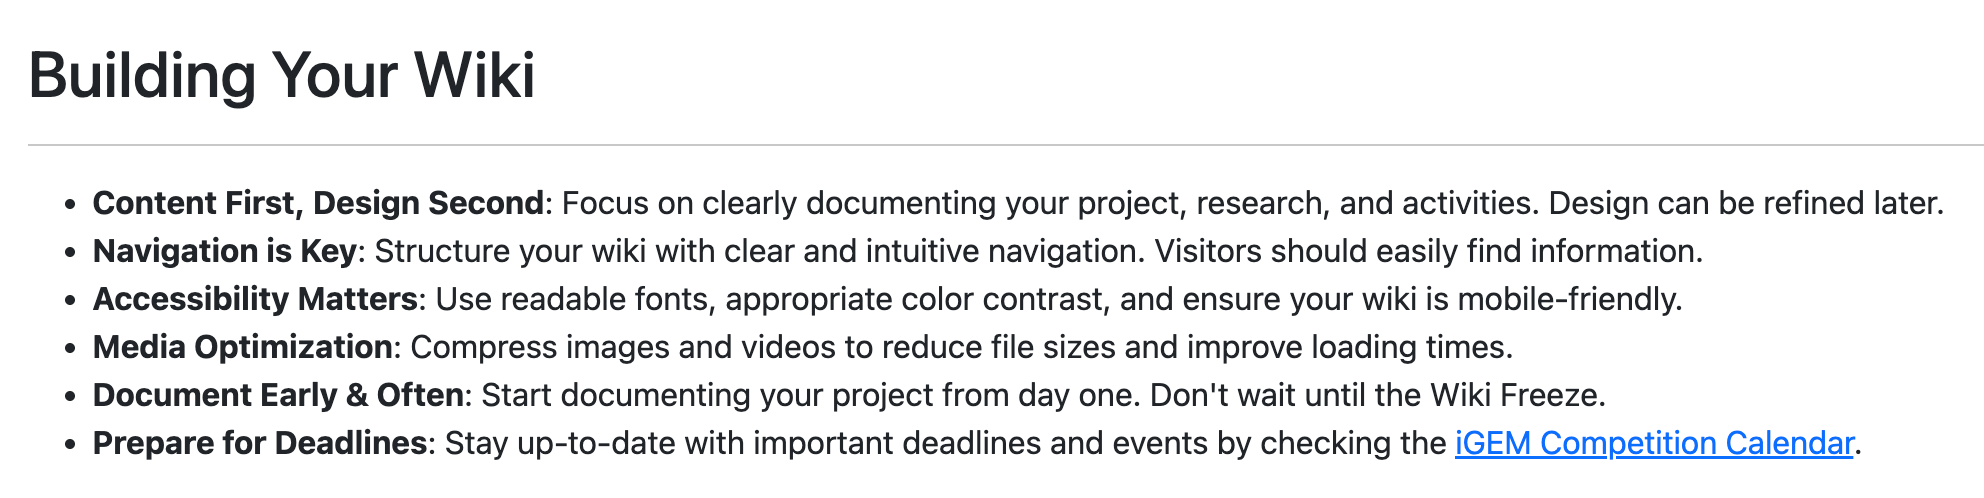 Building Your Wiki
• Content First, Design Second: Focus on clearly documenting your project, research, and activities. Design can be refined later.
• Navigation is Key: Structure your wiki with clear and intuitive navigation. Visitors should easily find information.
• Accessibility Matters: Use readable fonts, appropriate color contrast, and ensure your wiki is mobile-friendly.
• Media Optimization: Compress images and videos to reduce file sizes and improve loading times.
• Document Early & Often: Start documenting your project from day one. Don't wait until the Wiki Freeze.
• Prepare for Deadlines: Stay up-to-date with important deadlines and events by checking the iGEM Competition Calendar.